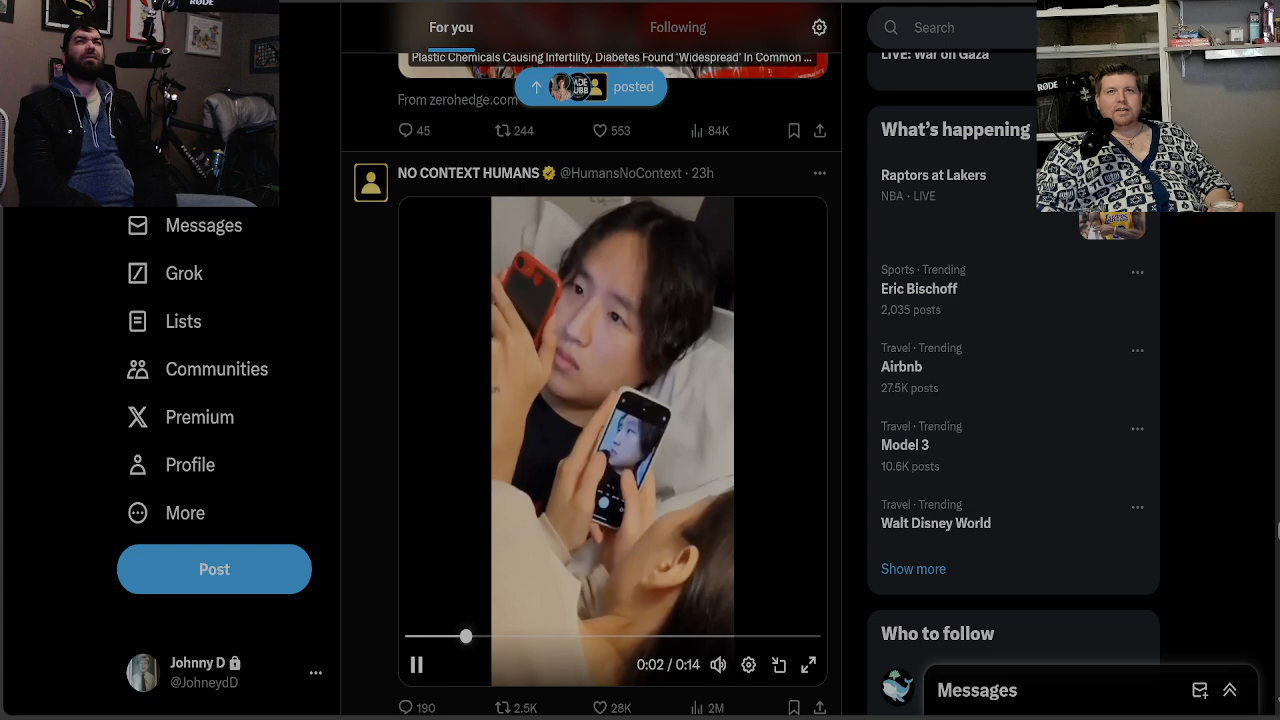 RØDE
For you
Following
Search
Plastic Chemicals Causing Infertility, Diabetes Found 'Widespread' In Common ...
LIVE: War on Gaza
posted
From zerohedge.com
45
244
553
84K
RØDE
What's happening
NO CONTEXT HUMANS @HumansNoContext · 23h
Raptors at Lakers
NBA · LIVE
LAKERS
Messages
Grok
Lists
Communities
Premium
Profile
More
Post
Sports · Trending
Eric Bischoff
2,035 posts
Travel · Trending
Airbnb
27.5K posts
Trending · Trending
Model 3
10.6K posts
Travel · Trending
Walt Disney World
Show more
Who to follow
0:02 / 0:14
Johnny D
@JohneydD
Messages
190
2.5K
28K
2M